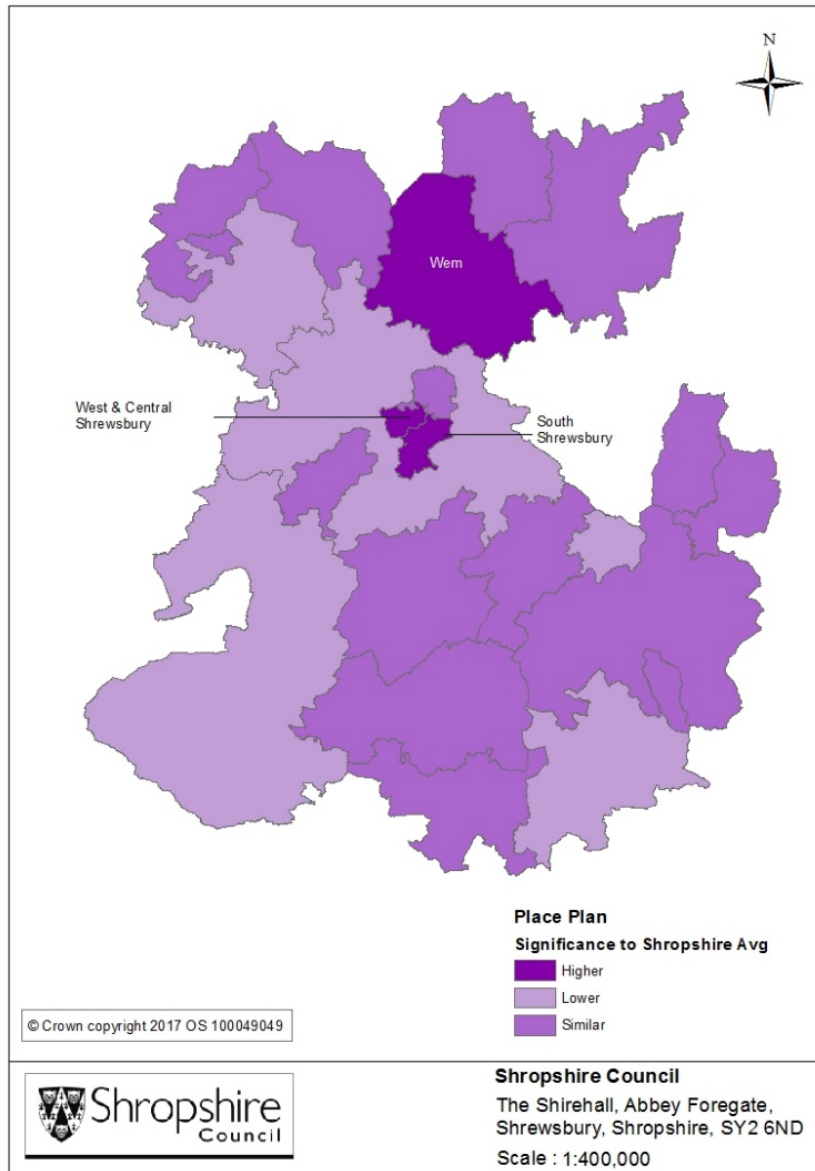 N
Wem
West & Central
Shrewsbury
South
Shrewsbury
Place Plan
Significance to Shropshire Avg
Higher
Lower
Similar
© Crown copyright 2017 OS 100049049
Shropshire
Council
Shropshire Council
The Shirehall, Abbey Foregate,
Shrewsbury, Shropshire, SY2 6ND
Scale : 1:400,000